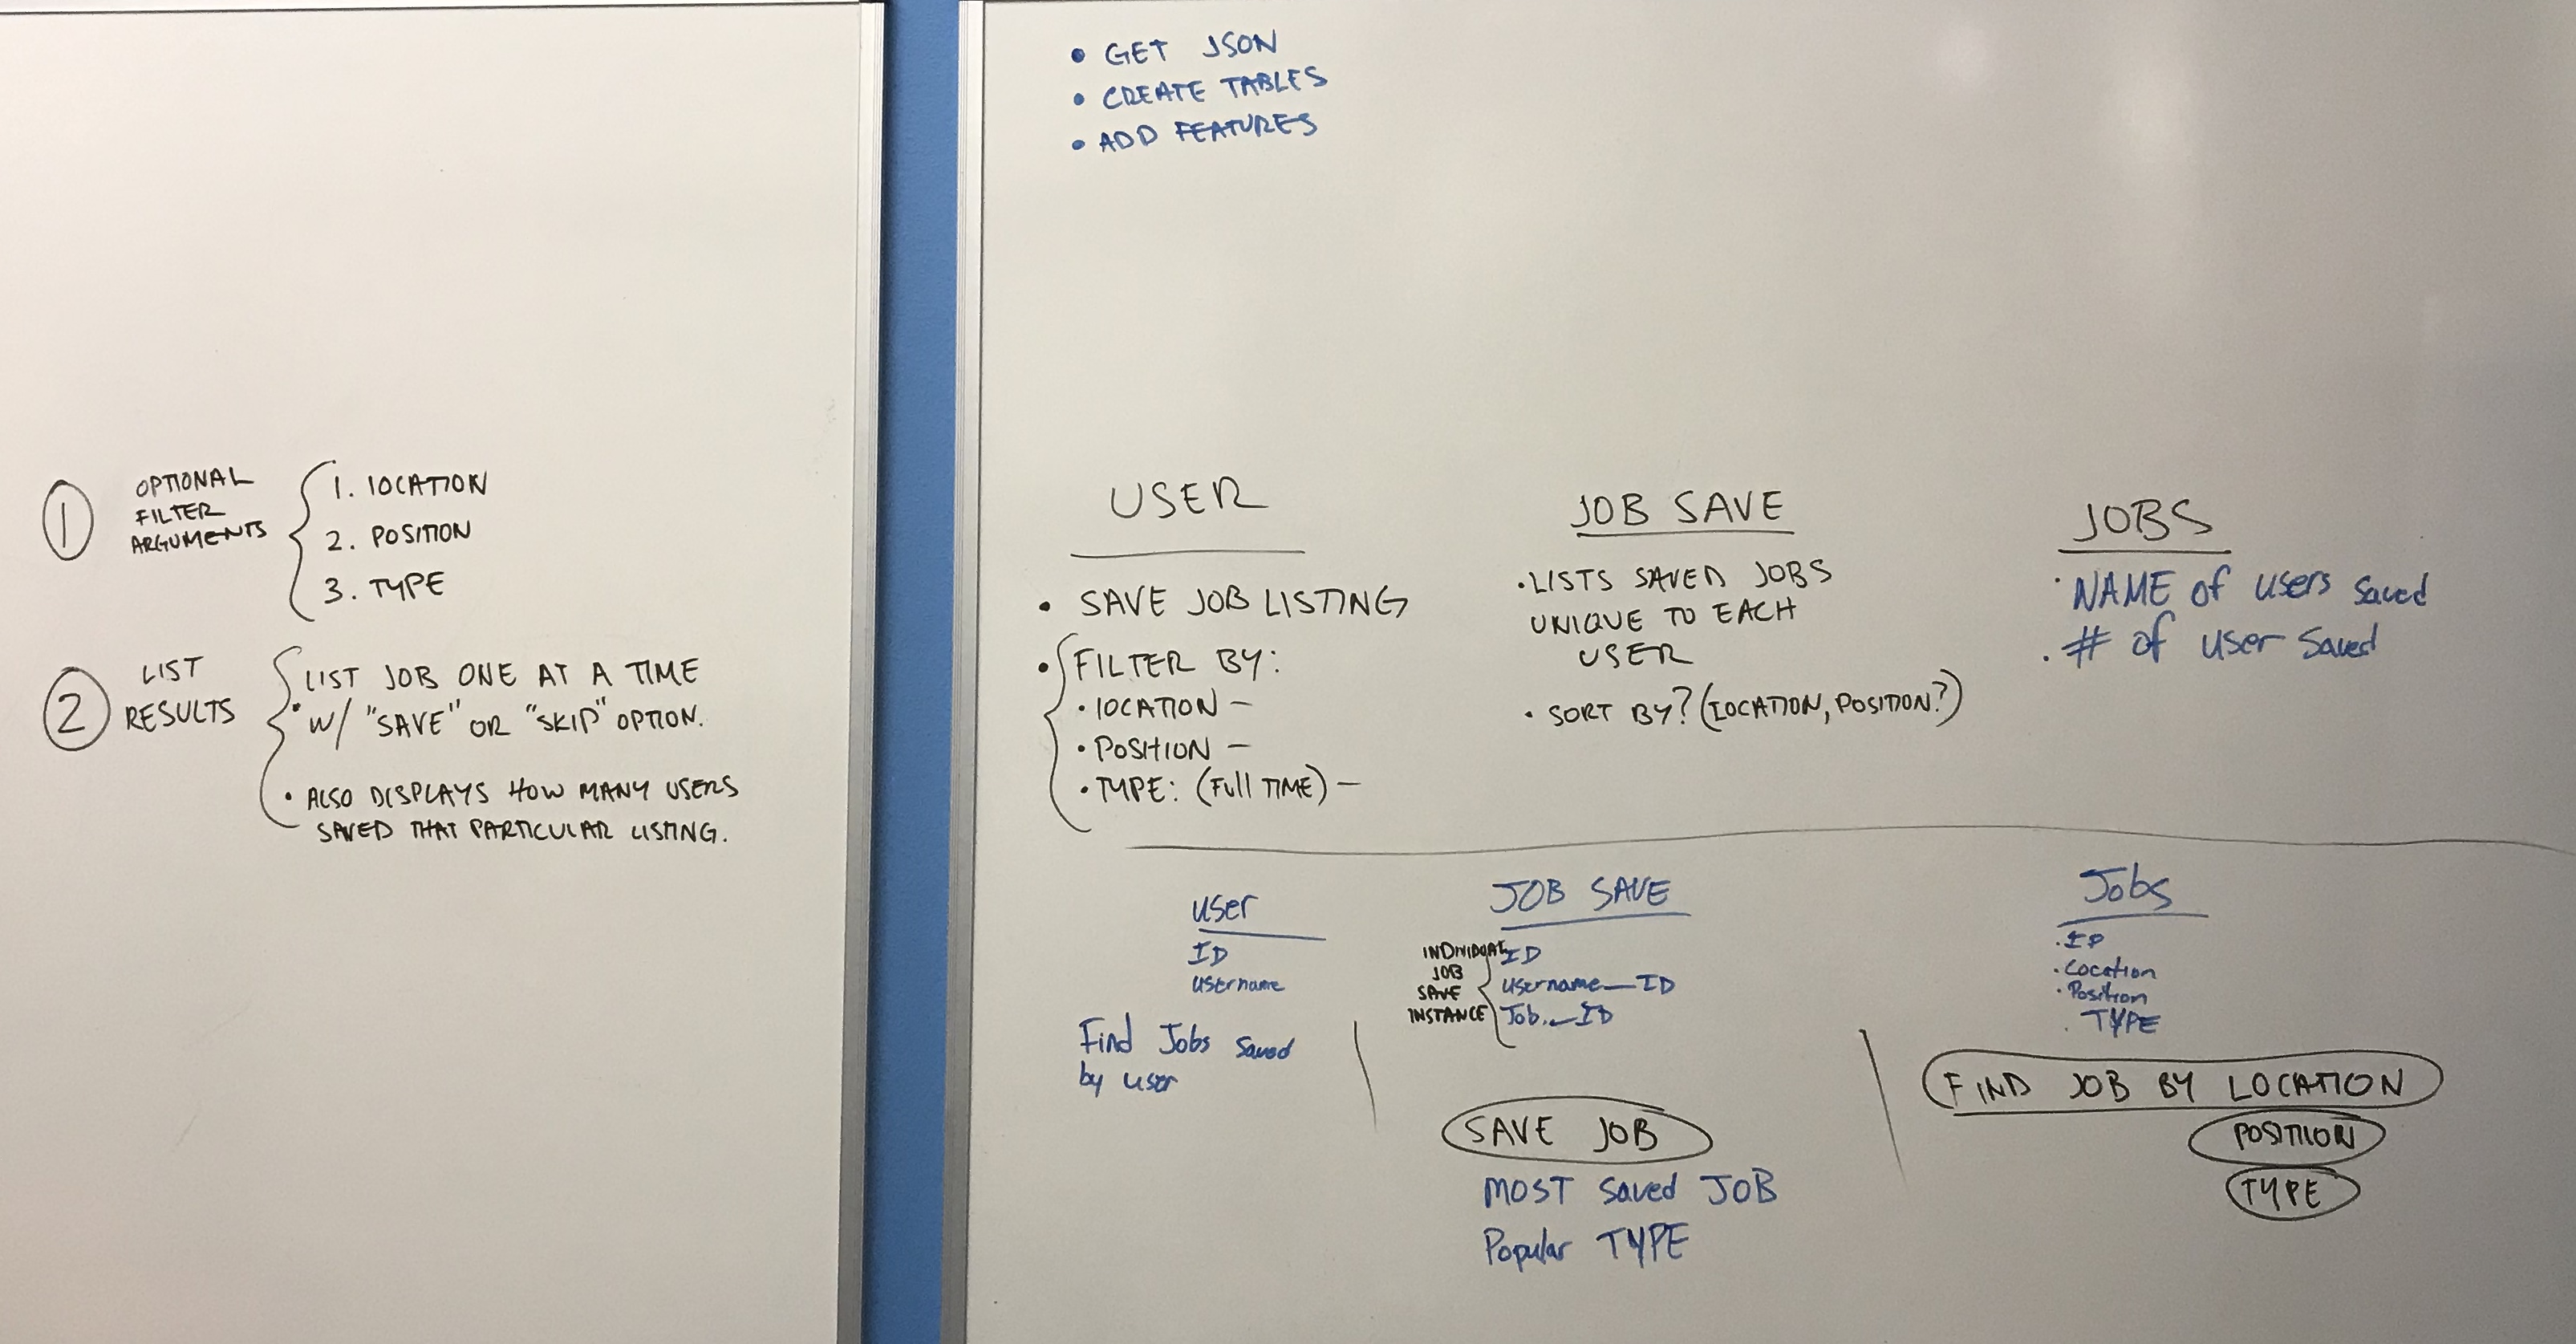 ① OPTIONAL FILTER ARGUMENTS
1. LOCATION
2. POSITION
3. TYPE
② LIST RESULTS
LIST JOB ONE AT A TIME
• W/ "SAVE" OR "SKIP" OPTION.
• ALSO DISPLAYS HOW MANY USERS
SAVED THAT PARTICULAR LISTING.
• GET JSON
• CREATE TABLES
• ADD FEATURES
USER
• SAVE JOB LISTING
• FILTER BY:
• LOCATION –
• POSITION –
• TYPE: (Full TIME) –
JOB SAVE
• LISTS SAVED JOBS
UNIQUE TO EACH
USER
• SORT BY? (LOCATION, POSITION?)
JOBS
• NAME of users saved
• # of user saved
user
ID
username
Find Jobs saved
by user
JOB SAVE
INDIVIDUAL
JOB
SAVE
INSTANCE
ID
username_ID
Job_ID
SAVE JOB
MOST saved JOB
Popular TYPE
Jobs
• ID
• Location
• Position
• TYPE
FIND JOB BY LOCATION
POSITION
TYPE